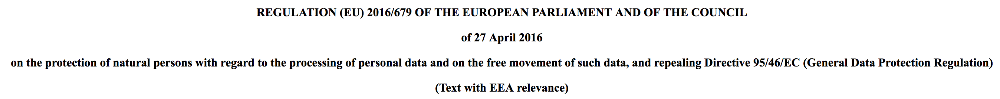 REGULATION (EU) 2016/679 OF THE EUROPEAN PARLIAMENT AND OF THE COUNCIL
of 27 April 2016
on the protection of natural persons with regard to the processing of personal data and on the free movement of such data, and repealing Directive 95/46/EC (General Data Protection Regulation)
(Text with EEA relevance)